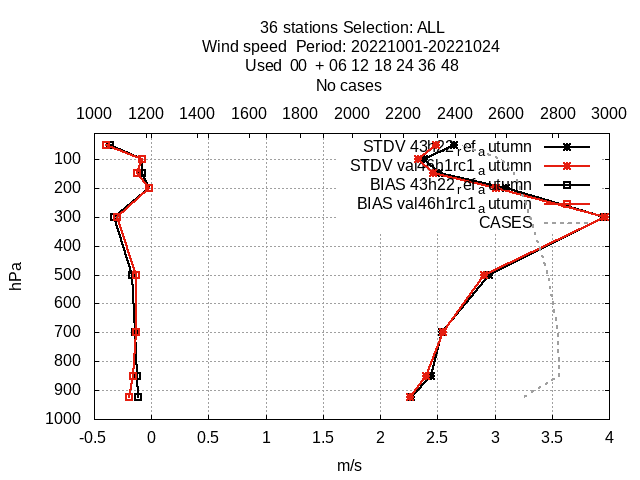 36 stations Selection: ALL
Wind speed  Period: 20221001-20221024
Used  00  + 06 12 18 24 36 48
No cases
1000 1200 1400 1600 1800 2000 2200 2400 2600 2800 3000
STDV 43h22_ref_autumn
STDV val46h1rc1_autumn
BIAS 43h22_ref_autumn
BIAS val46h1rc1_autumn
CASES
100
200
300
400
500
600
700
800
900
1000
hPa
-0.5 0 0.5 1 1.5 2 2.5 3 3.5 4
m/s